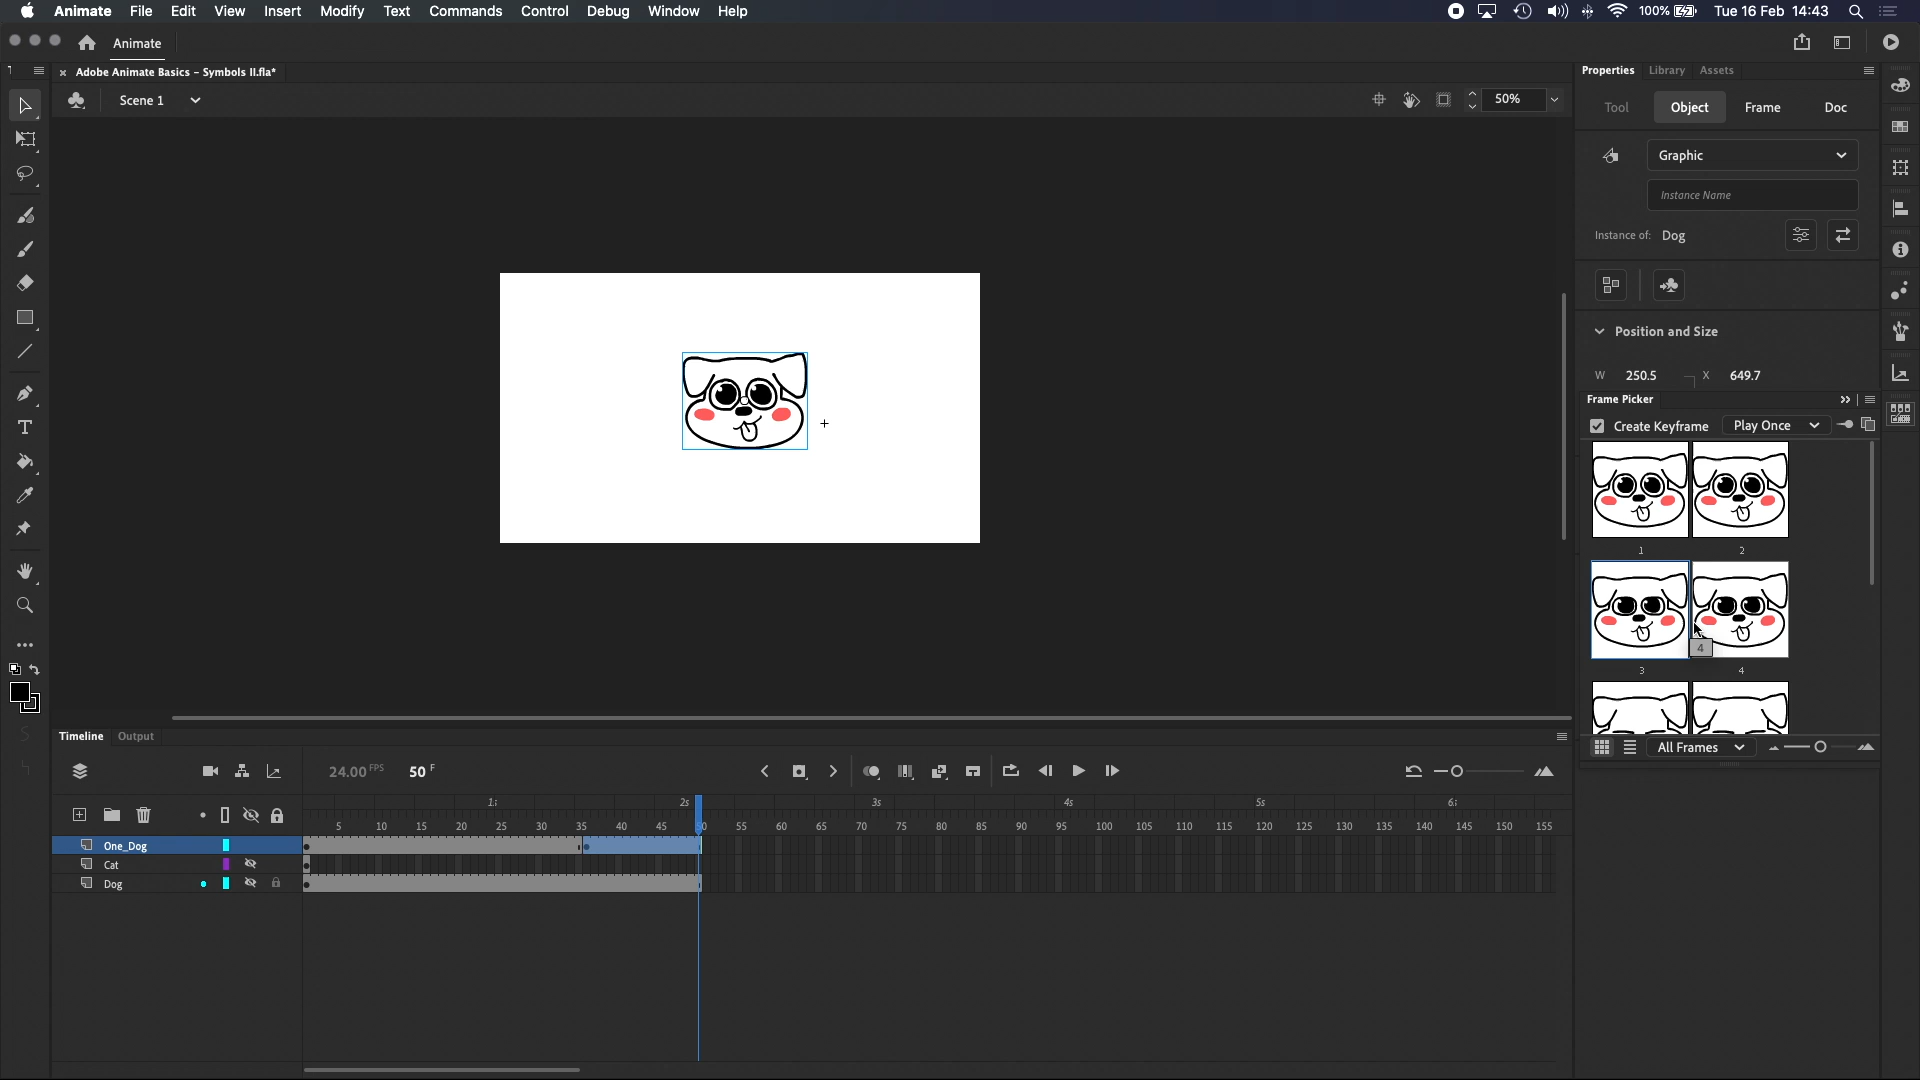 Animate File Edit View Insert Modify Text Commands Control Debug Window Help 100% Tue 16 Feb 14:43
Animate
Adobe Animate Basics - Symbols II.fla*
Scene 1 50%
Properties Library Assets
Tool Object Frame Doc
Graphic
Instance Name
Instance of: Dog
Position and Size
W 250.5 X 649.7
Frame Picker
Create Keyframe Play Once
1 2
4
3 4
All Frames
Timeline Output
24.00 FPS 50 F
1s 2s 3s 4s 5s 6s
5 10 15 20 25 30 35 40 45 50 55 60 65 70 75 80 85 90 95 100 105 110 115 120 125 130 135 140 145 150 155
One_Dog
Cat
Dog